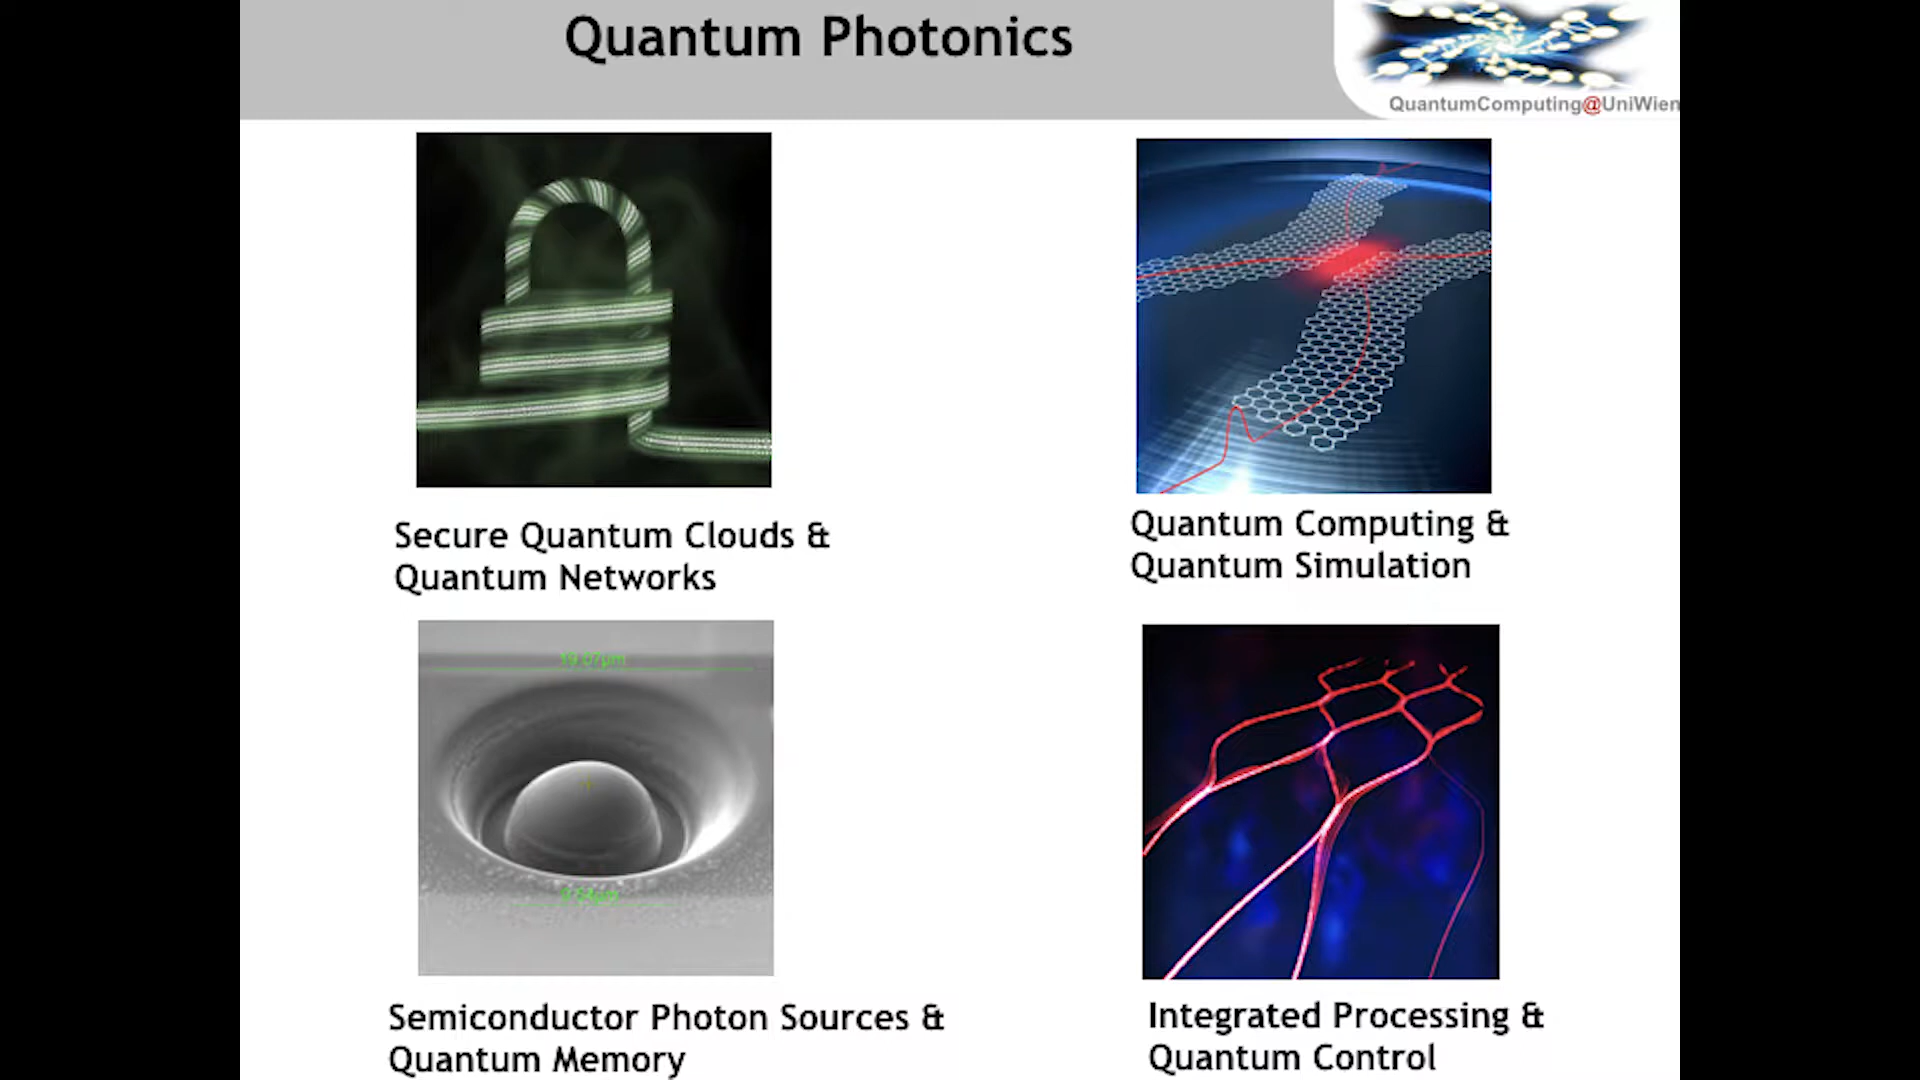 Quantum Photonics
QuantumComputing@UniWien
Secure Quantum Clouds &
Quantum Networks
Quantum Computing &
Quantum Simulation
Semiconductor Photon Sources &
Quantum Memory
Integrated Processing &
Quantum Control